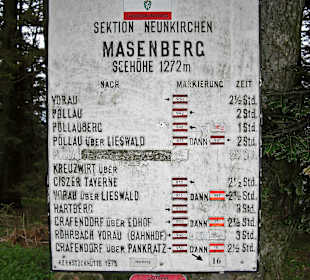 SEKTION NEUNKIRCHEN
MASENBERG
SEEHÖHE 1272m
NACH MARKIERUNG ZEIT
VORAU 2½ Std.
PÖLLAU 2 Std.
PÖLLAUBERG 1 Std.
PÖLLAU ÜBER LIESWALD DANN 2 Std.
KREUZWIRT ÜBER
CISZER TAVERNE 2½ Std.
VORAU ÜBER LIESWALD DANN Std.
HARTBERG 3 Std.
GRAFENDORF ÜBER EDHOF DANN 2½ Std.
ROHRBACH VORAU (BAHNHOF) 3 Std.
GRAFENDORF ÜBER PANKRATZ DANN 2½ Std.
1975 16